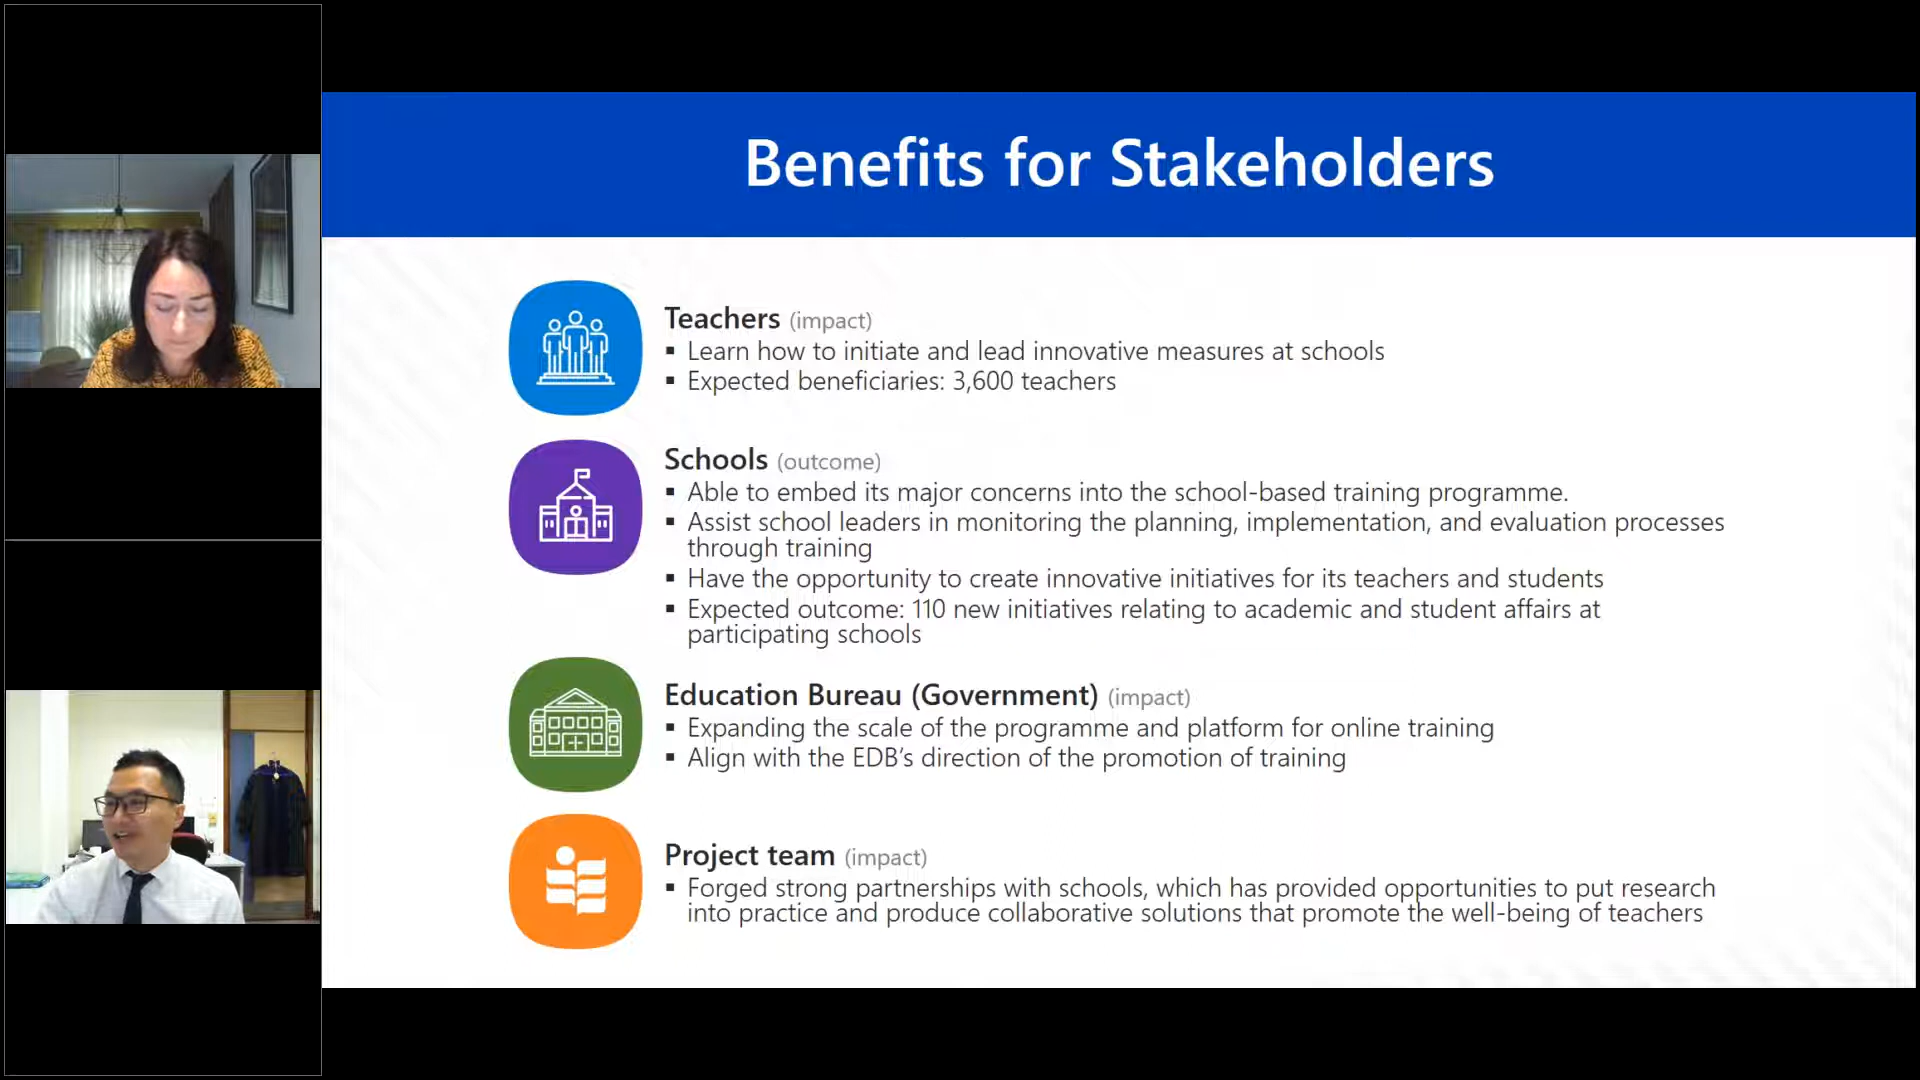 Benefits for Stakeholders
Teachers (impact)
▪ Learn how to initiate and lead innovative measures at schools
▪ Expected beneficiaries: 3,600 teachers
Schools (outcome)
▪ Able to embed its major concerns into the school-based training programme.
▪ Assist school leaders in monitoring the planning, implementation, and evaluation processes
through training
▪ Have the opportunity to create innovative initiatives for its teachers and students
▪ Expected outcome: 110 new initiatives relating to academic and student affairs at
participating schools
Education Bureau (Government) (impact)
▪ Expanding the scale of the programme and platform for online training
▪ Align with the EDB’s direction of the promotion of training
Project team (impact)
▪ Forged strong partnerships with schools, which has provided opportunities to put research
into practice and produce collaborative solutions that promote the well-being of teachers